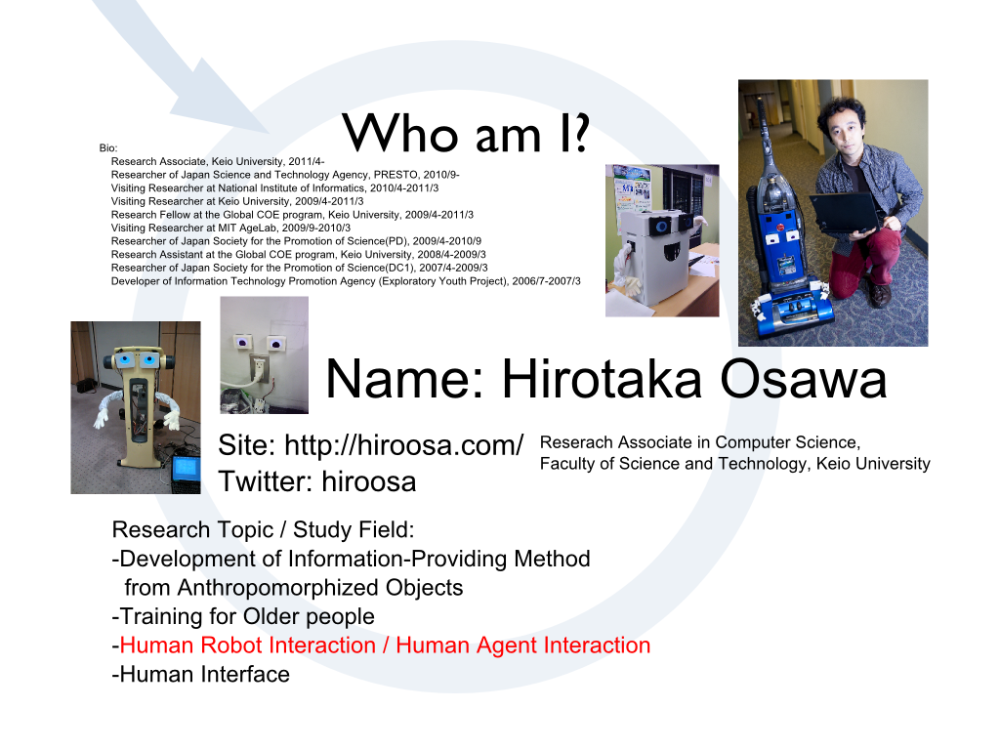 Who am I?
Bio:
Research Associate, Keio University, 2011/4-
Researcher of Japan Science and Technology Agency, PRESTO, 2010/9-
Visiting Researcher at National Institute of Informatics, 2010/4-2011/3
Visiting Researcher at Keio University, 2009/4-2011/3
Research Fellow at the Global COE program, Keio University, 2009/4-2011/3
Visiting Researcher at MIT AgeLab, 2009/9-2010/3
Researcher of Japan Society for the Promotion of Science(PD), 2009/4-2010/9
Research Assistant at the Global COE program, Keio University, 2008/4-2009/3
Researcher of Japan Society for the Promotion of Science(DC1), 2007/4-2009/3
Developer of Information Technology Promotion Agency (Exploratory Youth Project), 2006/7-2007/3
Name: Hirotaka Osawa
Site: http://hiroosa.com/
Twitter: hiroosa
Reserach Associate in Computer Science,
Faculty of Science and Technology, Keio University
Research Topic / Study Field:
-Development of Information-Providing Method
from Anthropomorphized Objects
-Training for Older people
-Human Robot Interaction / Human Agent Interaction
-Human Interface